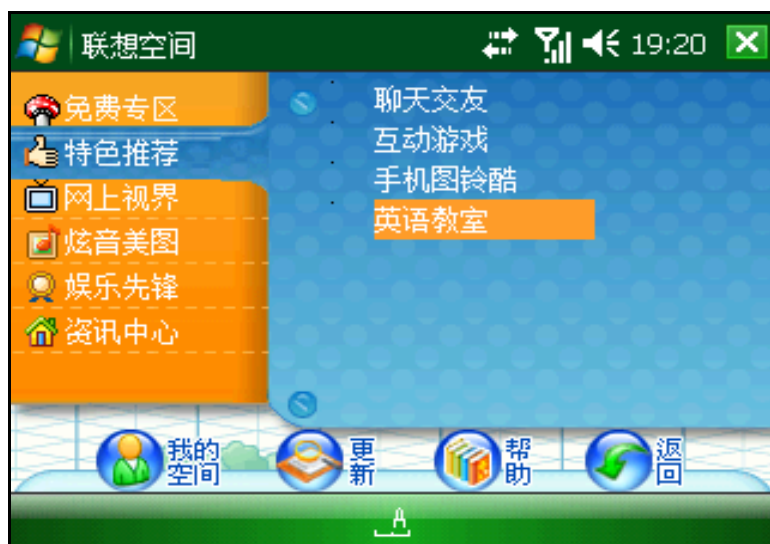 联想空间 19:20
免费专区
特色推荐
网上视界
炫音美图
娱乐先锋
资讯中心
聊天交友
互动游戏
手机图铃酷
英语教室
我的
空间
更
新
帮
助
返
回
A